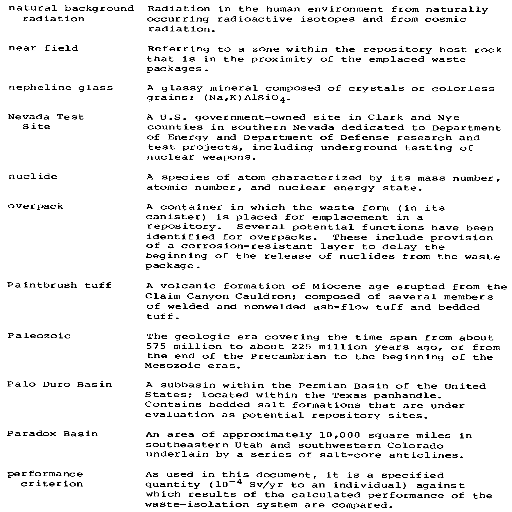 natural background Radiation in the human environment from naturally
radiation occurring radioactive isotopes and from cosmic
radiation.
near field Referring to a zone within the repository host rock
that is in the proximity of the emplaced waste
packages.
nepheline glass A glassy mineral composed of crystals or colorless
grains; (Na,K)AlSiO4.
Nevada Test A U.S. government-owned site in Clark and Nye
Site counties in southern Nevada dedicated to Department
of Energy and Department of Defense research and
test projects, including underground testing of
nuclear weapons.
nuclide A species of atom characterized by its mass number,
atomic number, and nuclear energy state.
overpack A container in which the waste form (in its
canister) is placed for emplacement in a
repository. Several potential functions have been
identified for overpacks. These include provision
of a corrosion-resistant layer to delay the
beginning of the release of nuclides from the waste
package.
Paintbrush tuff A volcanic formation of Miocene age erupted from the
Claim Canyon Cauldron; composed of several members
of welded and nonwelded ash-flow tuff and bedded
tuff.
Paleozoic The geologic era covering the time span from about
575 million to about 225 million years ago, or from
the end of the Precambrian to the beginning of the
Mesozoic eras.
Palo Duro Basin A subbasin within the Permian Basin of the United
States; located within the Texas panhandle.
Contains bedded salt formations that are under
evaluation as potential repository sites.
Paradox Basin An area of approximately 10,000 square miles in
southeastern Utah and southwestern Colorado
underlain by a series of salt-core anticlines.
performance As used in this document, it is a specified
criterion quantity (10⁻⁴ Sv/yr to an individual) against
which results of the calculated performance of the
waste-isolation system are compared.